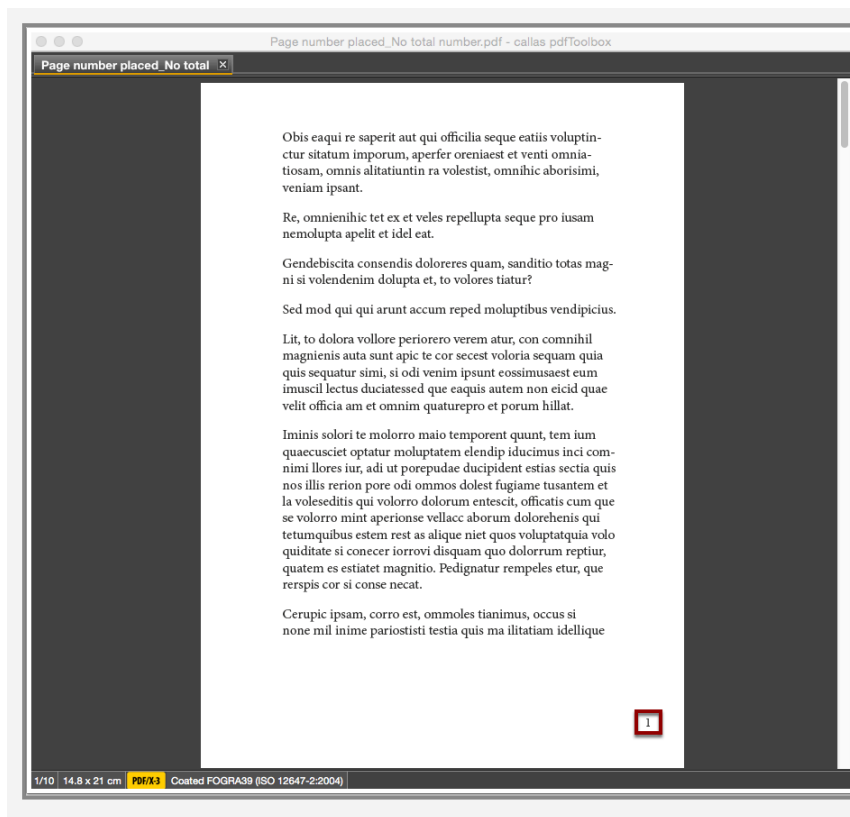 Page number placed_No total number.pdf - callas pdfToolbox
Page number placed_No total ×
Obis eaqui re saperit aut qui officilia seque eatiis voluptin-
ctur sitatum imporum, aperfer oreniaest et venti omnia-
tiosam, omnis alitatiuntin ra volestist, omnihic aborisimi,
veniam ipsant.
Re, omnienihic tet ex et veles repellupta seque pro iusam
nemolupta apelit et idel eat.
Gendebiscita consendis doloreres quam, sanditio totas mag-
ni si volendenim dolupta et, to volores tiatur?
Sed mod qui qui arunt accum reped moluptibus vendipicius.
Lit, to dolora vollore periorero verem atur, con comnihil
magnienis auta sunt apic te cor secest voloria sequam quia
quis sequatur simi, si odi venim ipsunt eossimusaest eum
imuscil lectus duciatessed que eaquis autem non eicid quae
velit officia am et omnim quaturepro et porum hillat.
Iminis solori te molorro maio temporent quunt, tem ium
quaecusciet optatur moluptatem elendip iducimus inci com-
nimi llores iur, adi ut porepudae ducipident estias sectia quis
nos illis rerion pore odi ommos dolest fugiame tusantem et
la voleseditis qui volorro dolorum entescit, officatis cum que
se volorro mint aperionse vellacc aborum dolorehenis qui
tetumquibus estem rest as alique niet quos voluptatquia volo
quiditate si conecer iorrovi disquam quo dolorrum reptiur,
quatem es estiatet magnitio. Pedignatur rempeles etur, que
rerspis cor si conse necat.
Cerupic ipsam, corro est, ommoles tianimus, occus si
none mil inime pariostisti testia quis ma ilitatiam idellique
1
1/10 14.8 x 21 cm PDF/X-3 Coated FOGRA39 (ISO 12647-2:2004)